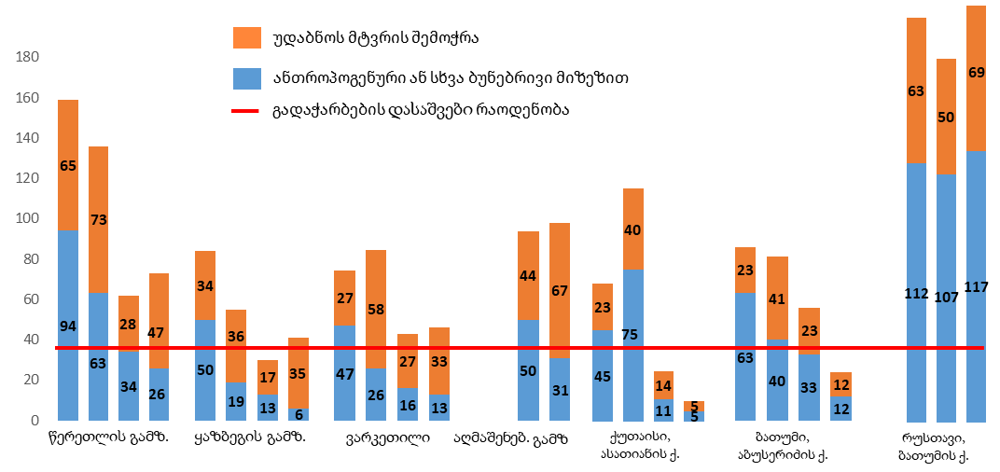 უდაბნოს მტვრის შემოჭრა
ანთროპოგენური ან სხვა ბუნებრივი მიზეზით
გადაჭარბების დასაშვები რაოდენობა
180
160
140
120
100
80
60
40
20
0
65 73 28 47
94 63 34 26
34 36 17 35
50 19 13 6
27 58 27 33
47 26 16 13
44 67
50 31
23 40 14 5
45 75 11 5
23 41 23 12
63 40 33 12
63 50 69
112 107 117
წერეთლის გამზ.
ყაზბეგის გამზ.
ვარკეთილი
აღმაშენებ. გამზ
ქუთაისი,
ასათიანის ქ.
ბათუმი,
აბუსერიძის ქ.
რუსთავი,
ბათუმის ქ.